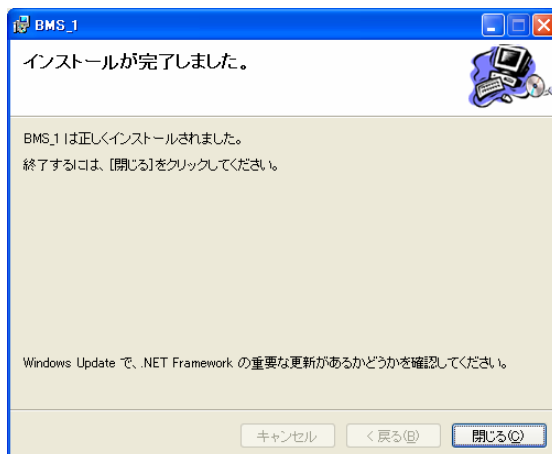 BMS_1
インストールが完了しました。
BMS_1 は正しくインストールされました。
終了するには、[閉じる]をクリックしてください。
Windows Update で、.NET Framework の重要な更新があるかどうかを確認してください。
キャンセル
< 戻る(B)
閉じる(C)